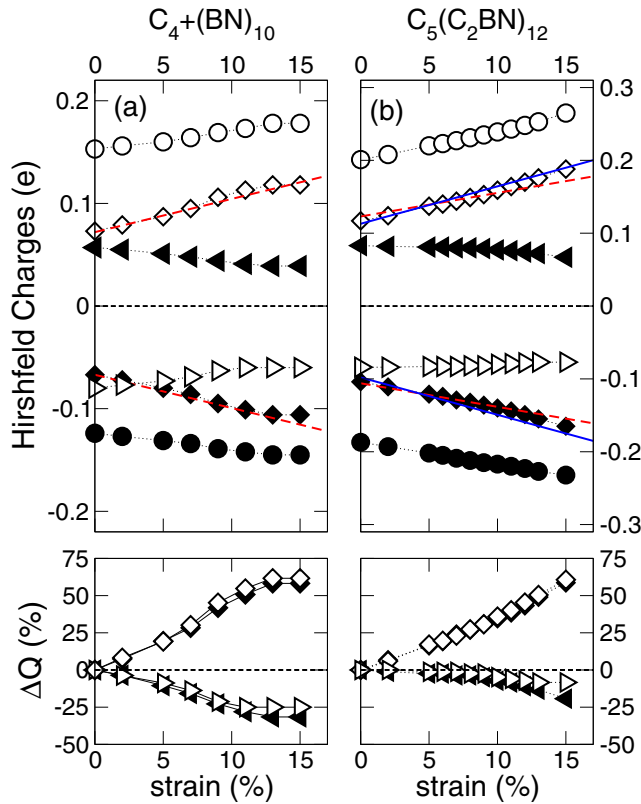 C₄+(BN)₁₀ C₅(C₂BN)₁₂
0 5 10 15 0 5 10 15
(a) (b)
0.2 0.3
0.2
0.1 0.1
0 0
-0.1 -0.1
-0.2
-0.2 -0.3
Hirshfeld Charges (e)
75 75
50 50
25 25
0 0
-25 -25
-50 -50
ΔQ (%)
0 5 10 15 0 5 10 15
strain (%) strain (%)